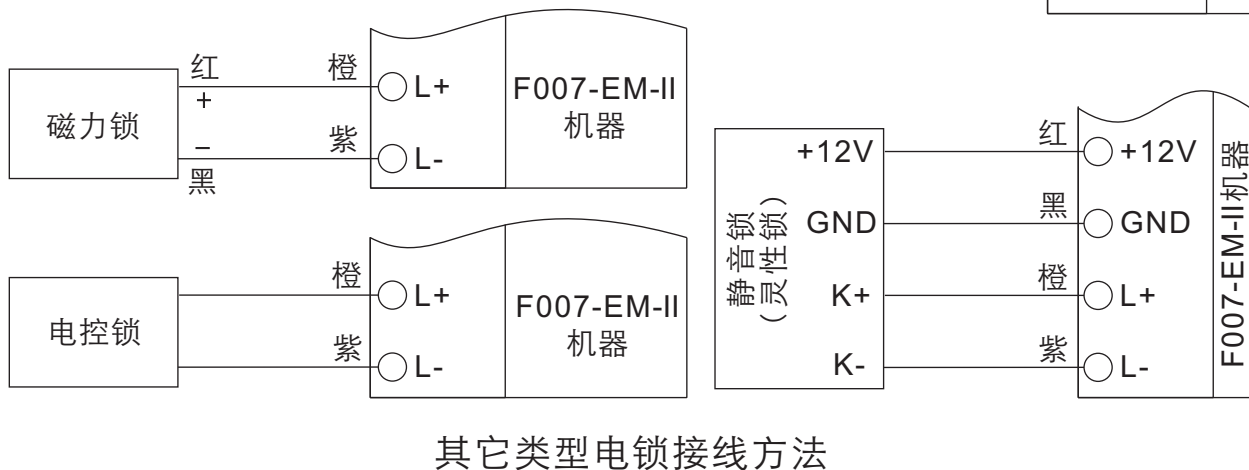 磁力锁
红
+
-
黑
橙
紫
L+
L-
F007-EM-II
机器
电控锁
橙
紫
L+
L-
F007-EM-II
机器
静音锁
(灵性锁)
+12V
GND
K+
K-
红
黑
橙
紫
+12V
GND
L+
L-
F007-EM-II机器
其它类型电锁接线方法